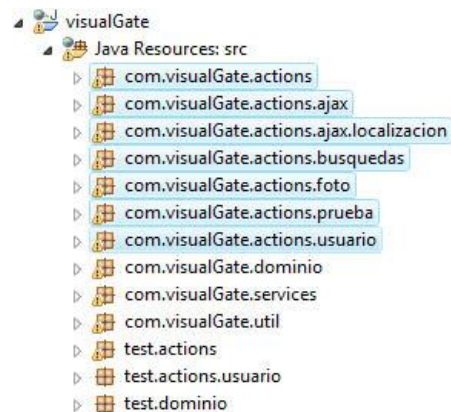 visualGate
Java Resources: src
com.visualGate.actions
com.visualGate.actions.ajax
com.visualGate.actions.ajax.localizacion
com.visualGate.actions.busquedas
com.visualGate.actions.foto
com.visualGate.actions.prueba
com.visualGate.actions.usuario
com.visualGate.dominio
com.visualGate.services
com.visualGate.util
test.actions
test.actions.usuario
test.dominio